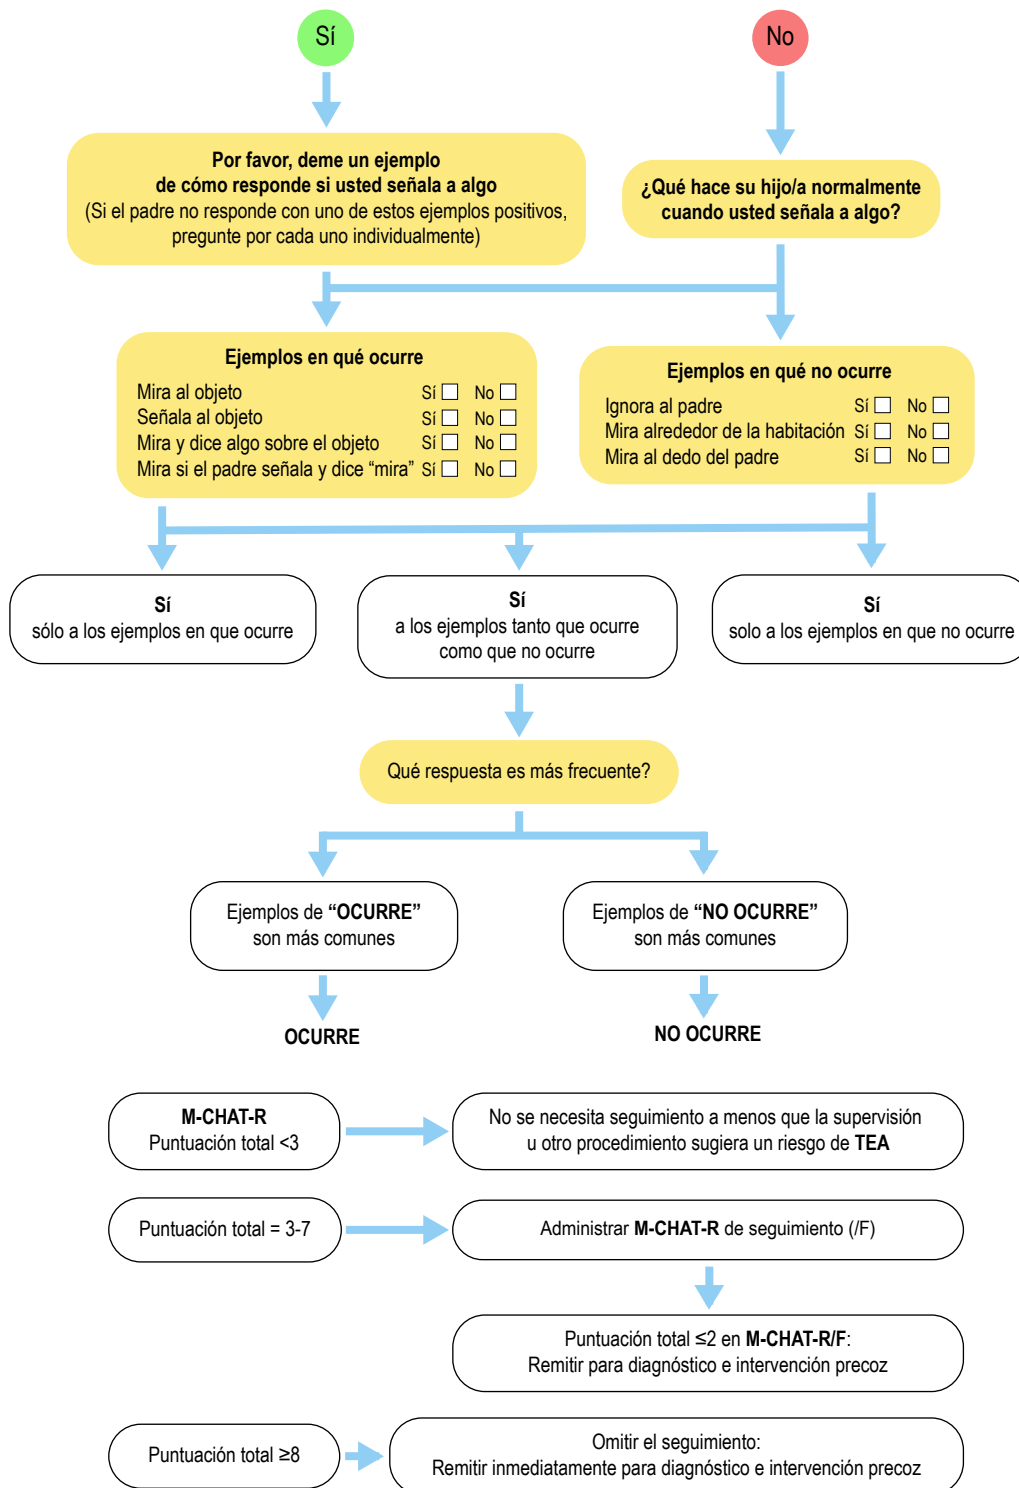 Sí
No
Por favor, deme un ejemplo
de cómo responde si usted señala a algo
(Si el padre no responde con uno de estos ejemplos positivos,
pregunte por cada uno individualmente)
¿Qué hace su hijo/a normalmente
cuando usted señala a algo?
Ejemplos en qué ocurre
Mira al objeto Sí No
Señala al objeto Sí No
Mira y dice algo sobre el objeto Sí No
Mira si el padre señala y dice “mira” Sí No
Ejemplos en qué no ocurre
Ignora al padre Sí No
Mira alrededor de la habitación Sí No
Mira al dedo del padre Sí No
Sí
sólo a los ejemplos en que ocurre
Sí
a los ejemplos tanto que ocurre
como que no ocurre
Sí
solo a los ejemplos en que no ocurre
Qué respuesta es más frecuente?
Ejemplos de “OCURRE”
son más comunes
Ejemplos de “NO OCURRE”
son más comunes
OCURRE
NO OCURRE
M-CHAT-R
Puntuación total <3
No se necesita seguimiento a menos que la supervisión
u otro procedimiento sugiera un riesgo de TEA
Puntuación total = 3-7
Administrar M-CHAT-R de seguimiento (/F)
Puntuación total ≤2 en M-CHAT-R/F:
Remitir para diagnóstico e intervención precoz
Puntuación total ≥8
Omitir el seguimiento:
Remitir inmediatamente para diagnóstico e intervención precoz